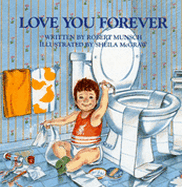 LOVE YOU FOREVER
WRITTEN BY ROBERT MUNSCH
ILLUSTRATED BY SHEILA McGRAW